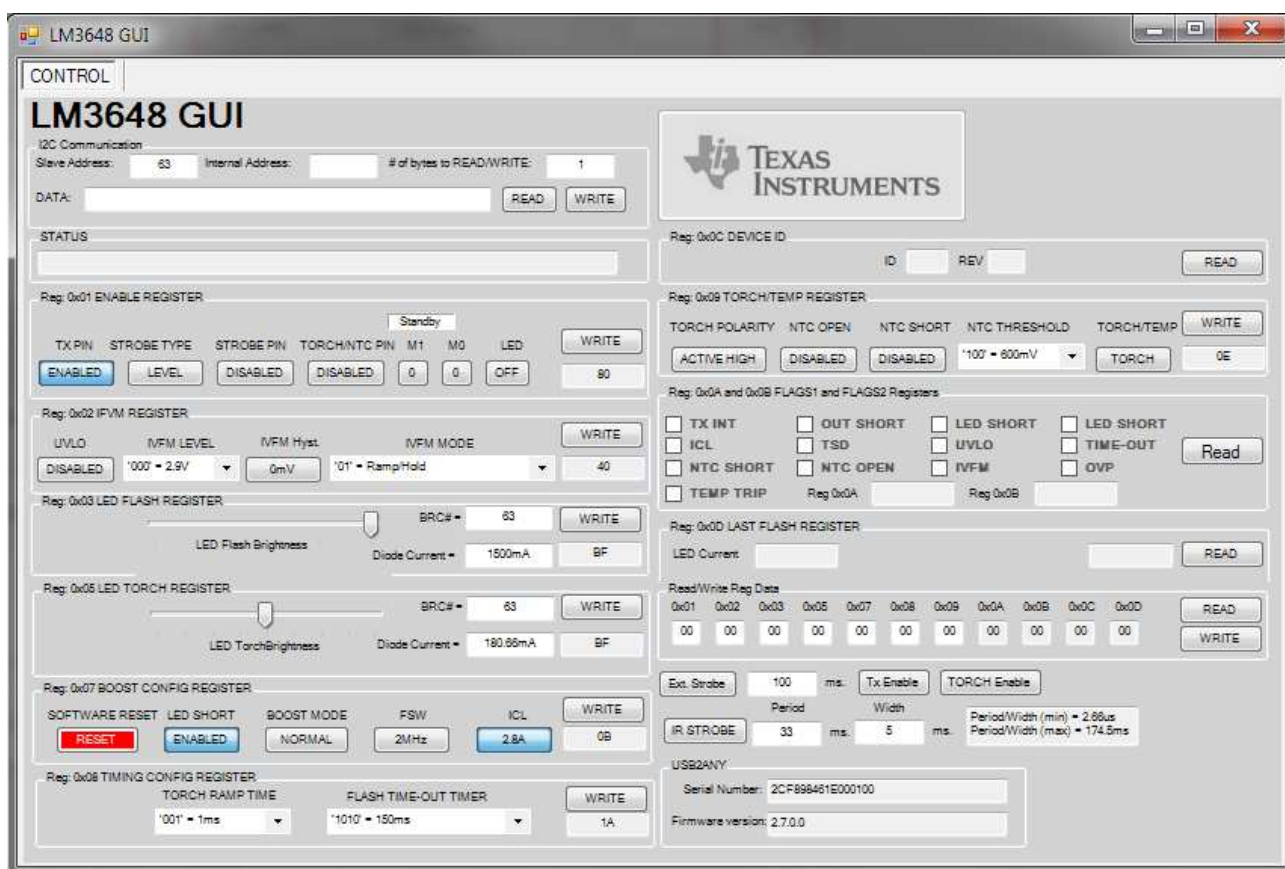 LM3648 GUI
CONTROL
LM3648 GUI
I2C Communication
Slave Address: 63 Internal Address: # of bytes to READ/WRITE: 1
DATA: READ WRITE
STATUS
Reg: 0x01 ENABLE REGISTER
Standby
TX PIN STROBE TYPE STROBE PIN TORCH/NTC PIN M1 M0 LED WRITE
ENABLED LEVEL DISABLED DISABLED 0 0 OFF 80
Reg: 0x02 IFVM REGISTER
UVLO IVFM LEVEL IVFM Hyst. IVFM MODE WRITE
DISABLED '000' = 2.9V 0mV '01' = Ramp/Hold 40
Reg: 0x03 LED FLASH REGISTER
BRC# = 63 WRITE
LED Flash Brightness Diode Current = 1500mA BF
Reg: 0x05 LED TORCH REGISTER
BRC# = 63 WRITE
LED TorchBrightness Diode Current = 180.66mA BF
Reg: 0x07 BOOST CONFIG REGISTER
SOFTWARE RESET LED SHORT BOOST MODE FSW ICL WRITE
RESET ENABLED NORMAL 2MHz 2.8A 0B
Reg: 0x08 TIMING CONFIG REGISTER
TORCH RAMP TIME FLASH TIME-OUT TIMER WRITE
'001' = 1ms '1010' = 150ms 1A
TEXAS
INSTRUMENTS
Reg: 0x0C DEVICE ID
ID REV READ
Reg: 0x09 TORCH/TEMP REGISTER
TORCH POLARITY NTC OPEN NTC SHORT NTC THRESHOLD TORCH/TEMP WRITE
ACTIVE HIGH DISABLED DISABLED '100' = 600mV TORCH 0E
Reg: 0x0A and 0x0B FLAGS1 and FLAGS2 Registers
TX INT OUT SHORT LED SHORT LED SHORT
ICL TSD UVLO TIME-OUT Read
NTC SHORT NTC OPEN IVFM OVP
TEMP TRIP Reg 0x0A Reg 0x0B
Reg: 0x0D LAST FLASH REGISTER
LED Current READ
Read/Write Reg Data
0x01 0x02 0x03 0x05 0x07 0x08 0x09 0x0A 0x0B 0x0C 0x0D READ
00 00 00 00 00 00 00 00 00 00 00 WRITE
Ext. Strobe 100 ms. Tx Enable TORCH Enable
Period Width
IR STROBE 33 ms. 5 ms. Period/Width (min) = 2.66us
Period/Width (max) = 174.5ms
USB2ANY
Serial Number: 2CF898461E000100
Firmware version: 2.7.0.0